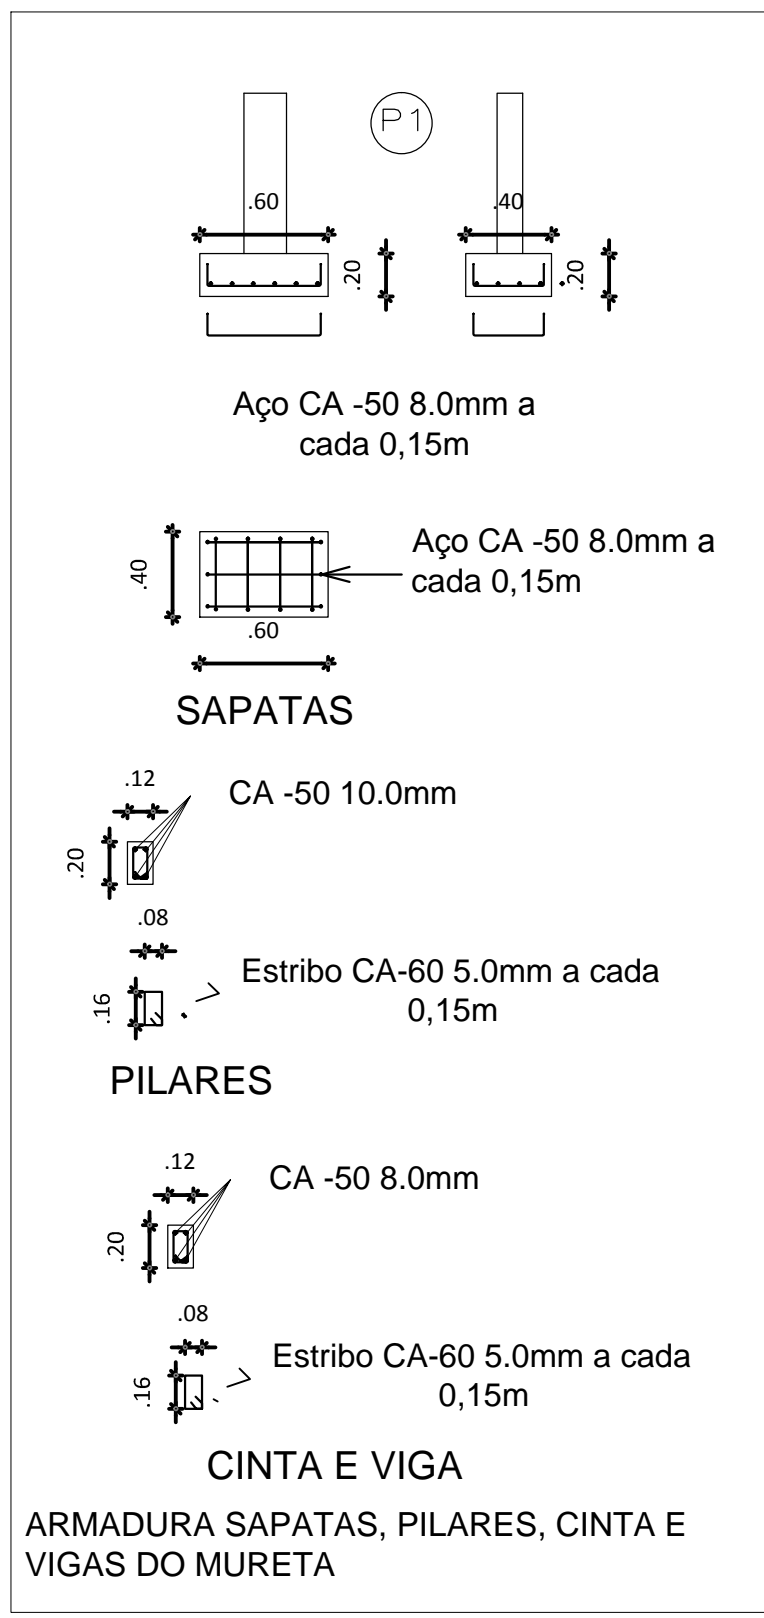 P1
.60
.40
.20
.20
Aço CA -50 8.0mm a
cada 0,15m
Aço CA -50 8.0mm a
cada 0,15m
.40
.60
SAPATAS
.12
CA -50 10.0mm
.20
.08
Estribo CA-60 5.0mm a cada
0,15m
.16
PILARES
.12
CA -50 8.0mm
.20
.08
Estribo CA-60 5.0mm a cada
0,15m
.16
CINTA E VIGA
ARMADURA SAPATAS, PILARES, CINTA E
VIGAS DO MURETA